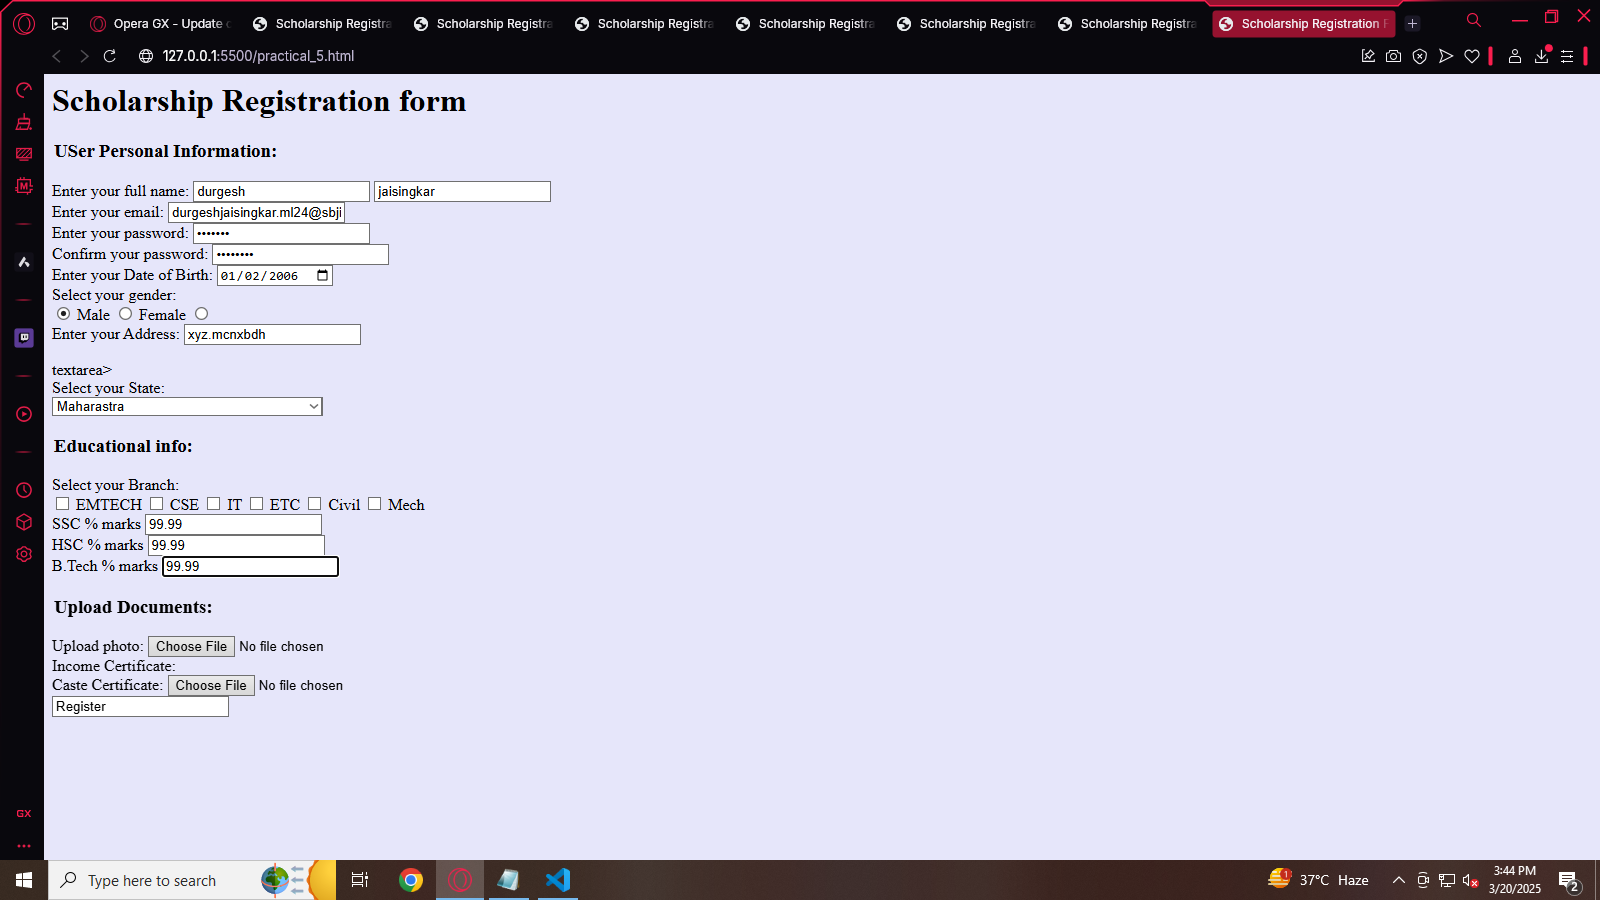 Opera GX - Update
Scholarship Registra
Scholarship Registra
Scholarship Registra
Scholarship Registra
Scholarship Registra
Scholarship Registra
Scholarship Registration
127.0.0.1:5500/practical_5.html
Scholarship Registration form
USer Personal Information:
Enter your full name: durgesh jaisingkar
Enter your email: durgeshjaisingkar.ml24@sbji
Enter your password: •••••••
Confirm your password: ••••••••
Enter your Date of Birth: 01/02/2006
Select your gender:
Male Female
Enter your Address: xyz.mcnxbdh
textarea>
Select your State:
Maharastra
Educational info:
Select your Branch:
EMTECH CSE IT ETC Civil Mech
SSC % marks 99.99
HSC % marks 99.99
B.Tech % marks 99.99
Upload Documents:
Upload photo: Choose File No file chosen
Income Certificate:
Caste Certificate: Choose File No file chosen
Register
M
GX
Type here to search
1
37°C Haze
3:44 PM
3/20/2025
2